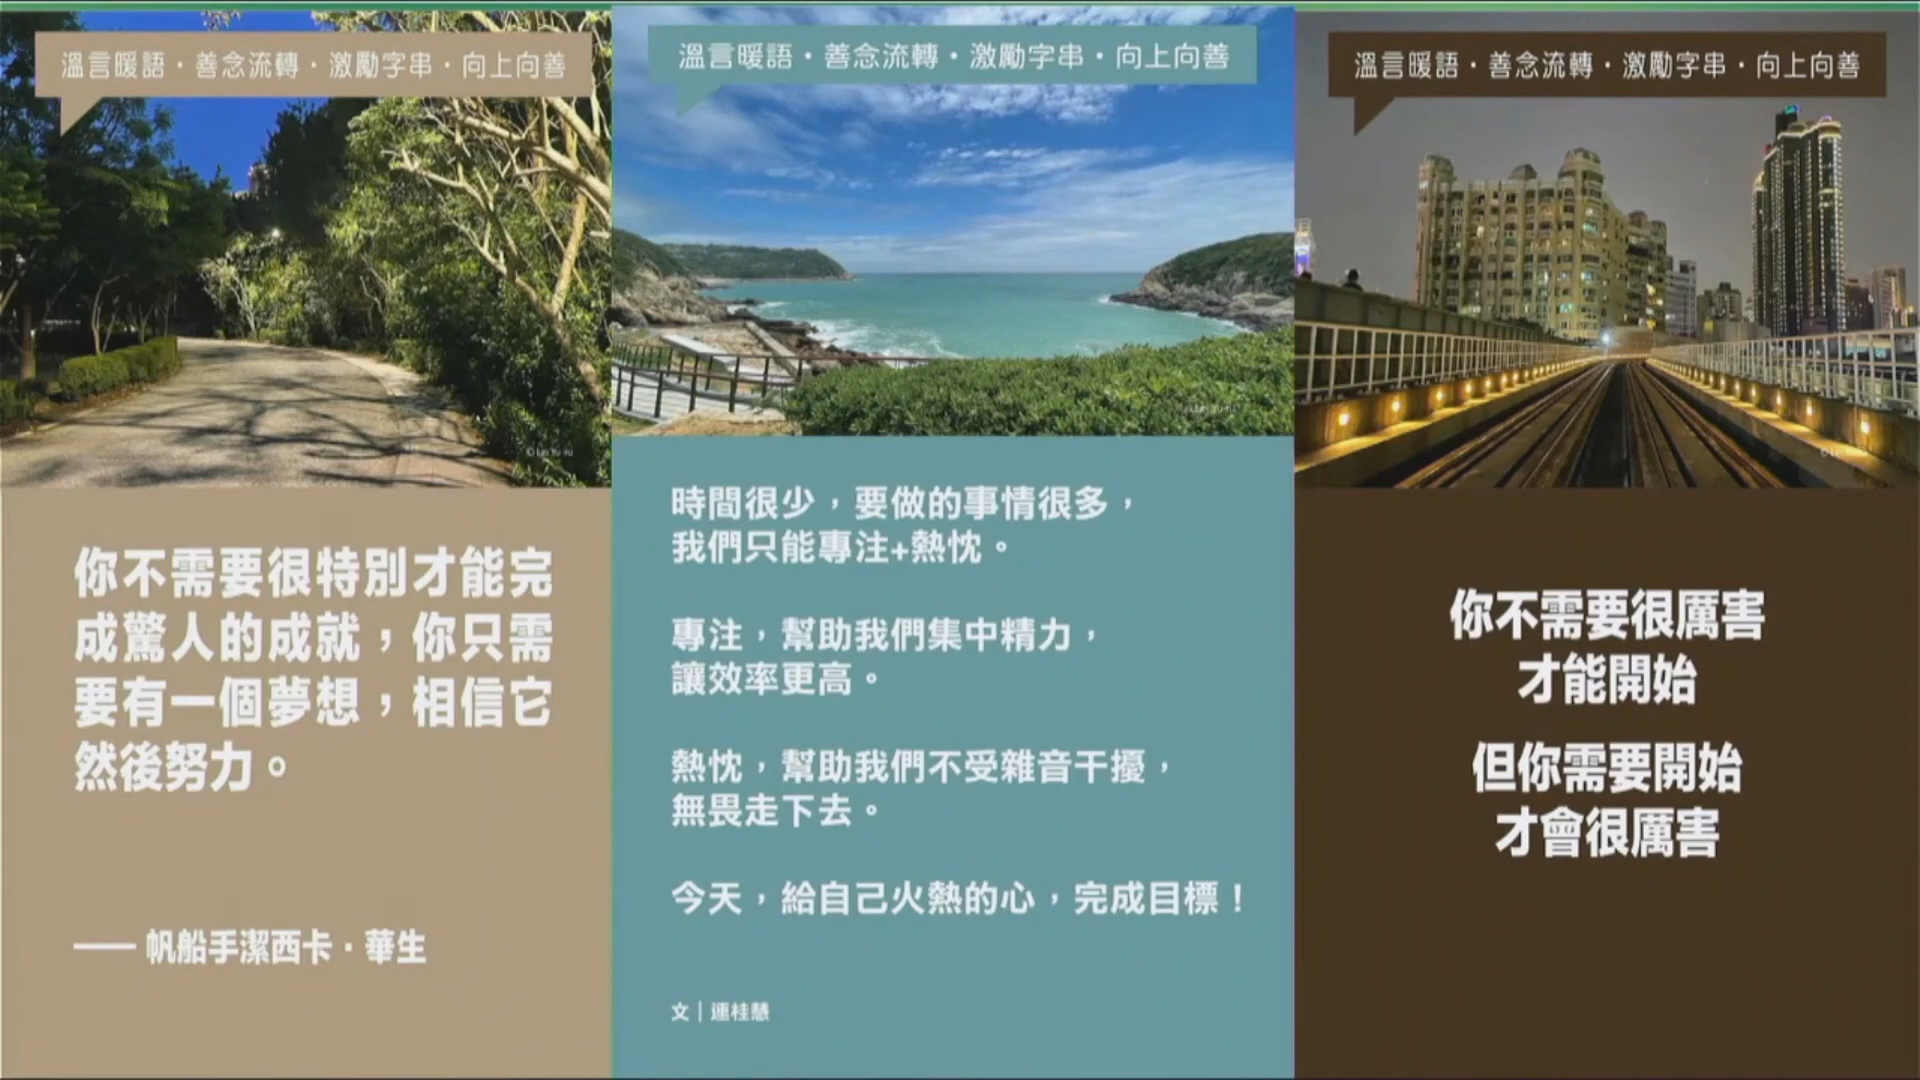 溫言暖語・善念流轉・激勵字串・向上向善
你不需要很特別才能完
成驚人的成就，你只需
要有一個夢想，相信它
然後努力。
—— 帆船手潔西卡・華生
溫言暖語・善念流轉・激勵字串・向上向善
時間很少，要做的事情很多，
我們只能專注+熱忱。
專注，幫助我們集中精力，
讓效率更高。
熱忱，幫助我們不受雜音干擾，
無畏走下去。
今天，給自己火熱的心，完成目標！
文｜連桂慧
溫言暖語・善念流轉・激勵字串・向上向善
你不需要很厲害
才能開始
但你需要開始
才會很厲害